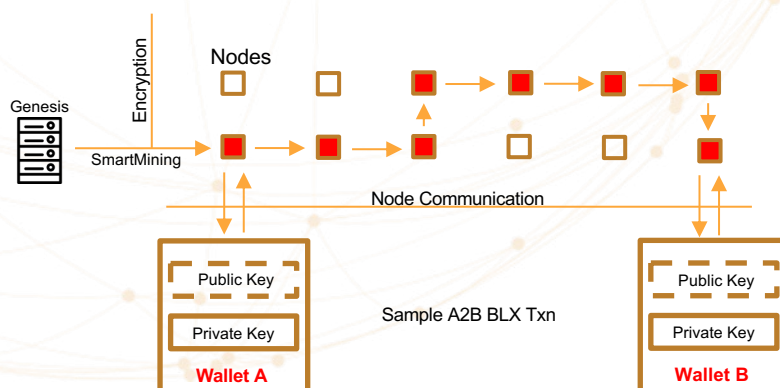 Nodes
Encryption
Genesis
SmartMining
Node Communication
Public Key
Private Key
Wallet A
Sample A2B BLX Txn
Public Key
Private Key
Wallet B